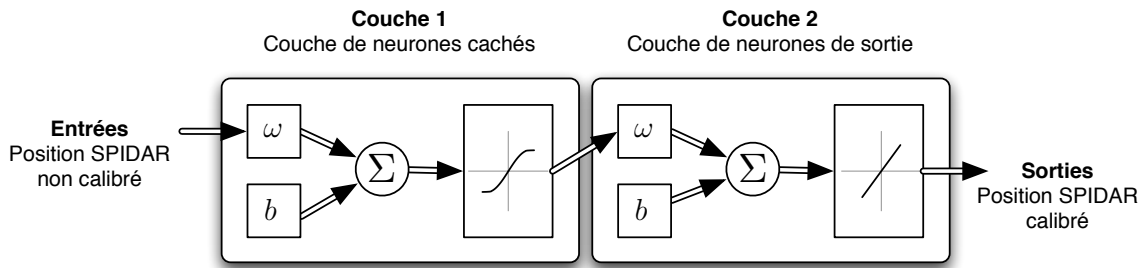 Couche 1
Couche de neurones cachés
Couche 2
Couche de neurones de sortie
Entrées
Position SPIDAR
non calibré
ω
b
Σ
ω
b
Σ
Sorties
Position SPIDAR
calibré